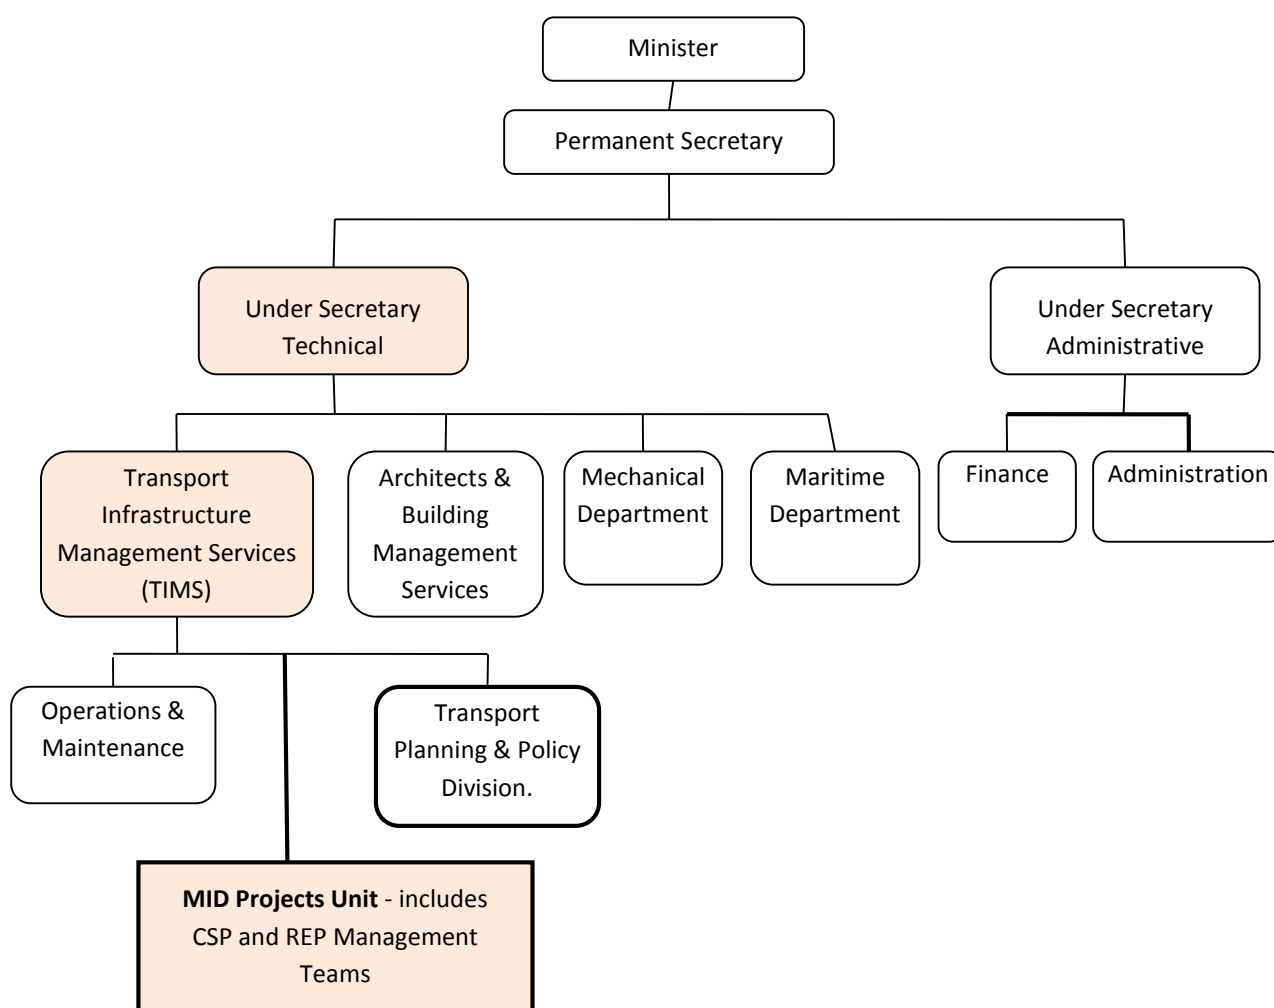 Minister
Permanent Secretary
Under Secretary
Technical
Under Secretary
Administrative
Transport
Infrastructure
Management Services
(TIMS)
Architects &
Building
Management
Services
Mechanical
Department
Maritime
Department
Finance
Administration
Operations &
Maintenance
Transport
Planning & Policy
Division.
MID Projects Unit - includes
CSP and REP Management
Teams